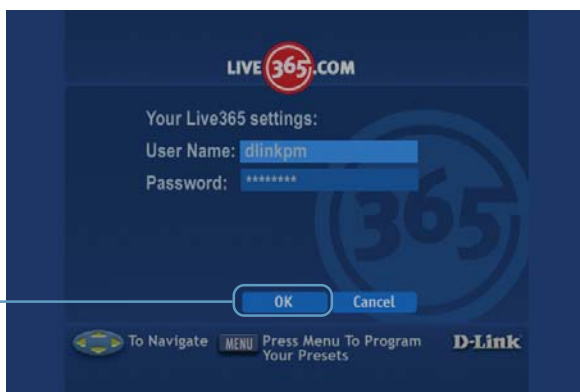 LIVE 365 .COM
Your Live365 settings:
User Name: dlinkpm
Password: ********
365
OK Cancel
To Navigate MENU Press Menu To Program Your Presets D-Link